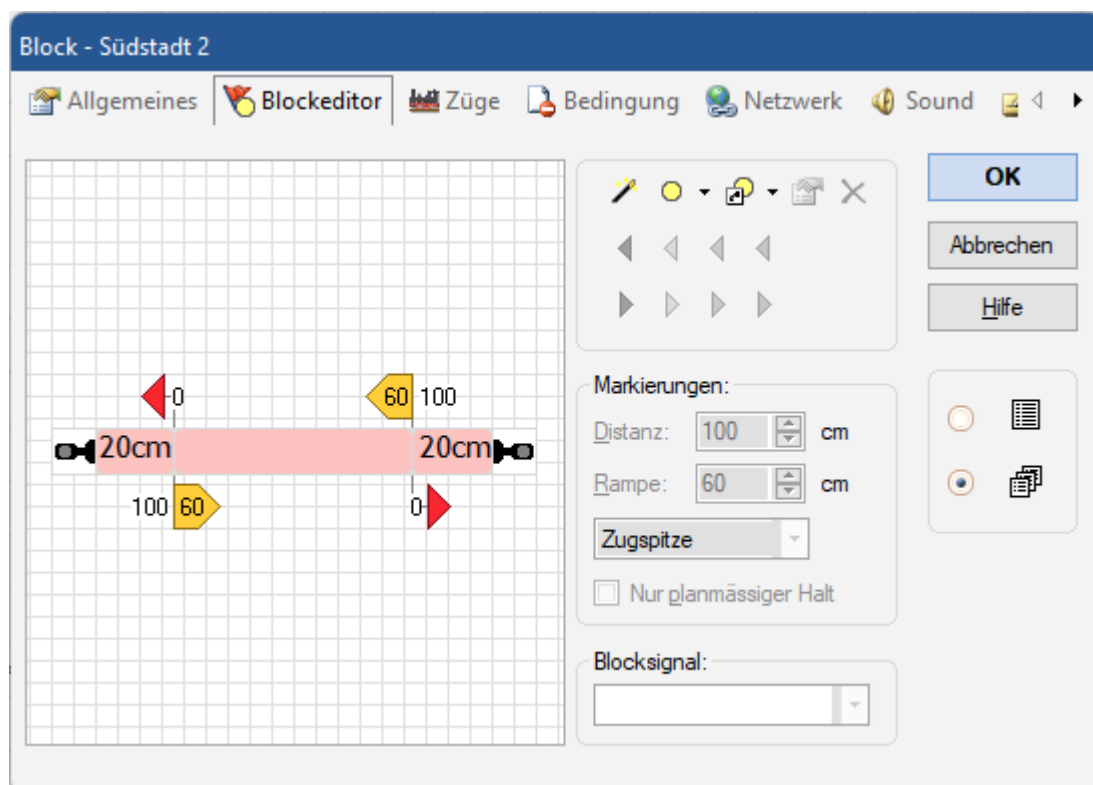 Block - Südstadt 2
Allgemeines Blockeditor Züge Bedingung Netzwerk Sound
OK
Abbrechen
Hilfe
0 60 100
20cm 20cm
100 60 0
Markierungen:
Distanz: 100 cm
Rampe: 60 cm
Zugspitze
Nur planmässiger Halt
Blocksignal: